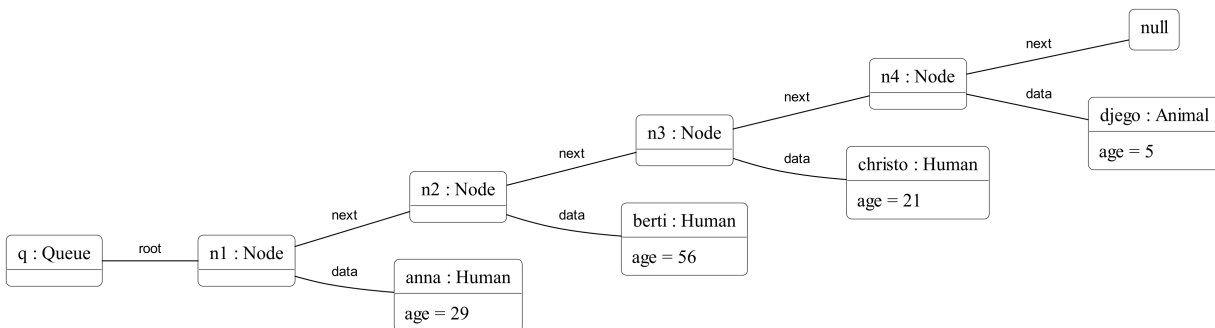 null
next
n4 : Node
data
djego : Animal
age = 5
next
n3 : Node
data
christo : Human
age = 21
next
n2 : Node
data
berti : Human
age = 56
next
q : Queue
root
n1 : Node
data
anna : Human
age = 29